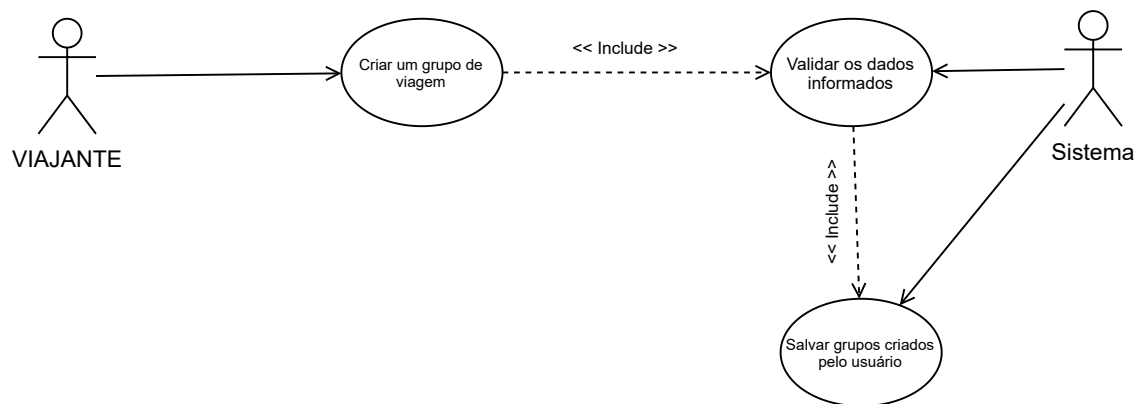 << Include >>
Criar um grupo de
viagem
Validar os dados
informados
VIAJANTE
Sistema
<< Include >>
Salvar grupos criados
pelo usuário